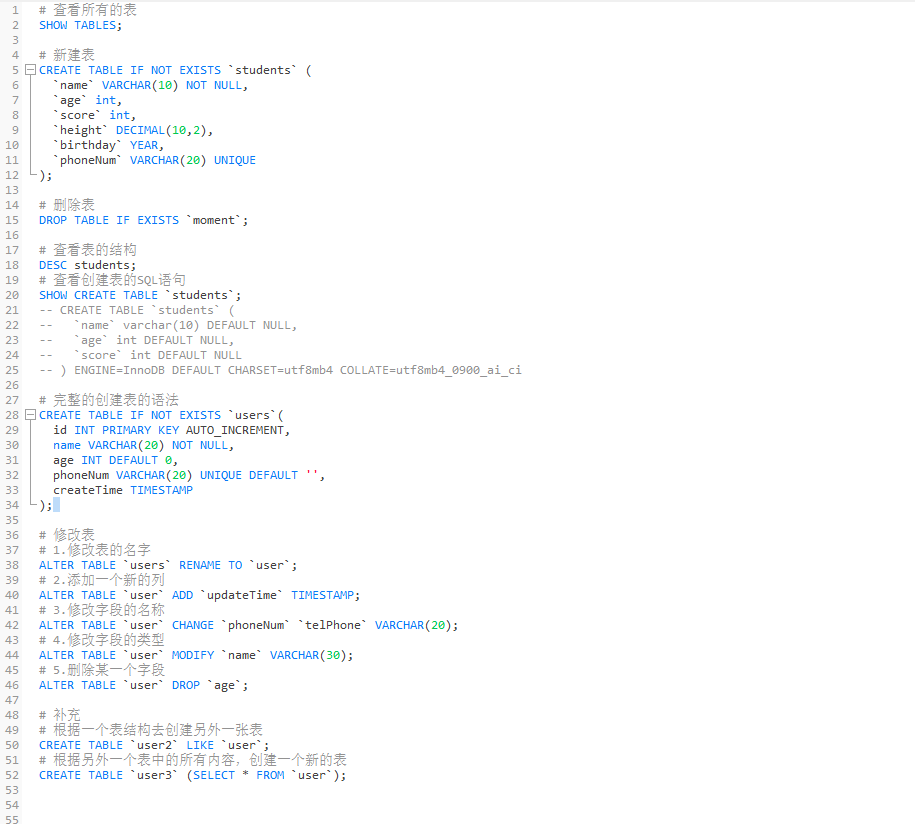 1 # 查看所有的表
2 SHOW TABLES;
3
4 # 新建表
5 CREATE TABLE IF NOT EXISTS `students` (
6 `name` VARCHAR(10) NOT NULL,
7 `age` int,
8 `score` int,
9 `height` DECIMAL(10,2),
10 `birthday` YEAR,
11 `phoneNum` VARCHAR(20) UNIQUE
12 );
13
14 # 删除表
15 DROP TABLE IF EXISTS `moment`;
16
17 # 查看表的结构
18 DESC students;
19 # 查看创建表的SQL语句
20 SHOW CREATE TABLE `students`;
21 -- CREATE TABLE `students` (
22 --   `name` varchar(10) DEFAULT NULL,
23 --   `age` int DEFAULT NULL,
24 --   `score` int DEFAULT NULL
25 -- ) ENGINE=InnoDB DEFAULT CHARSET=utf8mb4 COLLATE=utf8mb4_0900_ai_ci
26
27 # 完整的创建表的语法
28 CREATE TABLE IF NOT EXISTS `users`(
29 id INT PRIMARY KEY AUTO_INCREMENT,
30 name VARCHAR(20) NOT NULL,
31 age INT DEFAULT 0,
32 phoneNum VARCHAR(20) UNIQUE DEFAULT '',
33 createTime TIMESTAMP
34 );
35
36 # 修改表
37 # 1.修改表的名字
38 ALTER TABLE `users` RENAME TO `user`;
39 # 2.添加一个新的列
40 ALTER TABLE `user` ADD `updateTime` TIMESTAMP;
41 # 3.修改字段的名称
42 ALTER TABLE `user` CHANGE `phoneNum` `telPhone` VARCHAR(20);
43 # 4.修改字段的类型
44 ALTER TABLE `user` MODIFY `name` VARCHAR(30);
45 # 5.删除某一个字段
46 ALTER TABLE `user` DROP `age`;
47
48 # 补充
49 # 根据一个表结构去创建另外一张表
50 CREATE TABLE `user2` LIKE `user`;
51 # 根据另外一个表中的所有内容，创建一个新的表
52 CREATE TABLE `user3` (SELECT * FROM `user`);
53
54
55